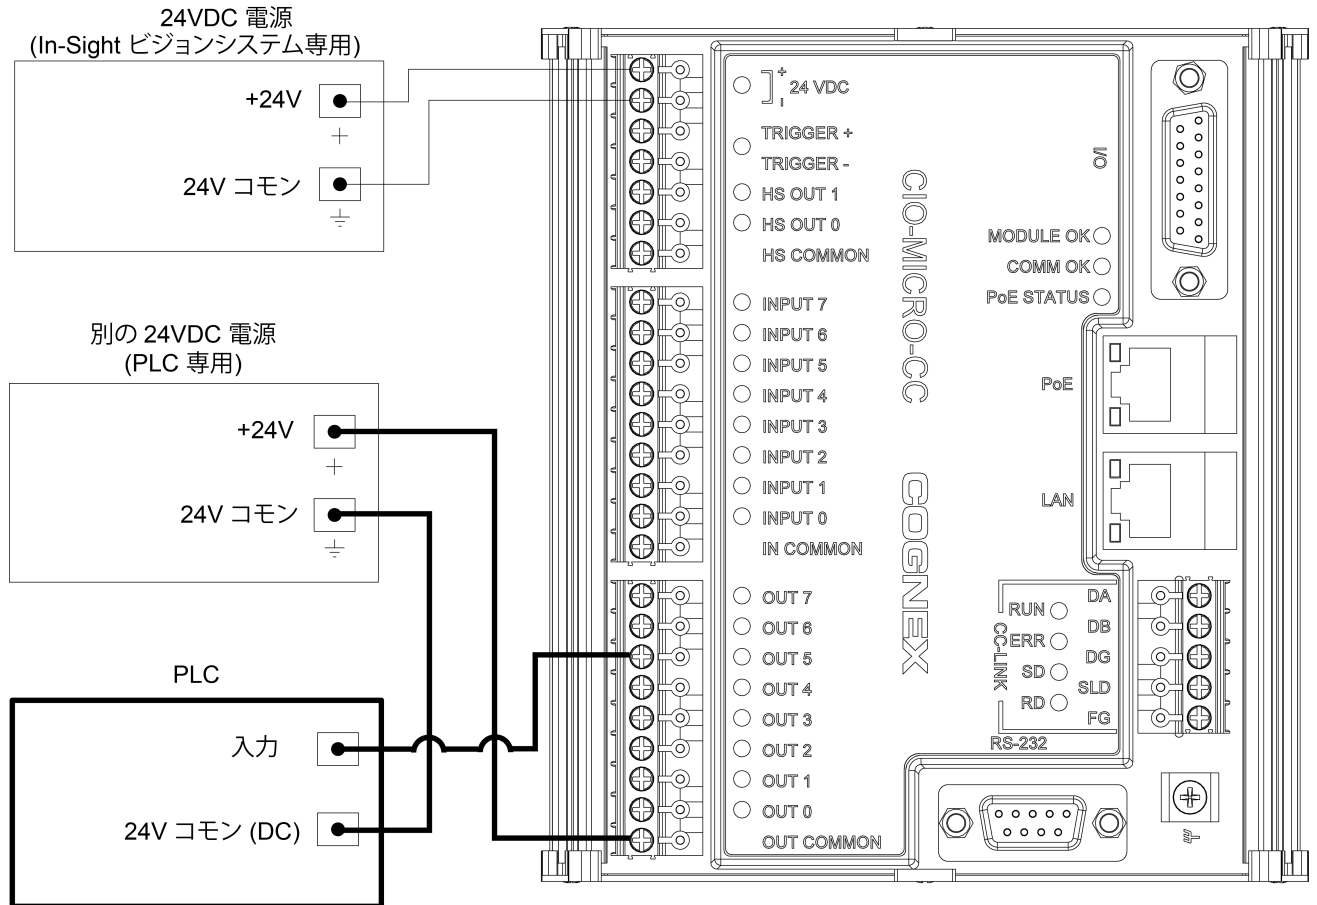 24VDC 電源
(In-Sight ビジョンシステム専用)
+24V
+
24V コモン
別の 24VDC 電源
(PLC 専用)
+24V
+
24V コモン
PLC
入力
24V コモン (DC)
+
24 VDC
-
TRIGGER +
TRIGGER -
HS OUT 1
HS OUT 0
HS COMMON
INPUT 7
INPUT 6
INPUT 5
INPUT 4
INPUT 3
INPUT 2
INPUT 1
INPUT 0
IN COMMON
OUT 7
OUT 6
OUT 5
OUT 4
OUT 3
OUT 2
OUT 1
OUT 0
OUT COMMON
CIO-MICRO-CC
COGNEX
I/O
MODULE OK
COMM OK
PoE STATUS
PoE
LAN
CC-LINK
RUN
ERR
SD
RD
DA
DB
DG
SLD
FG
RS-232